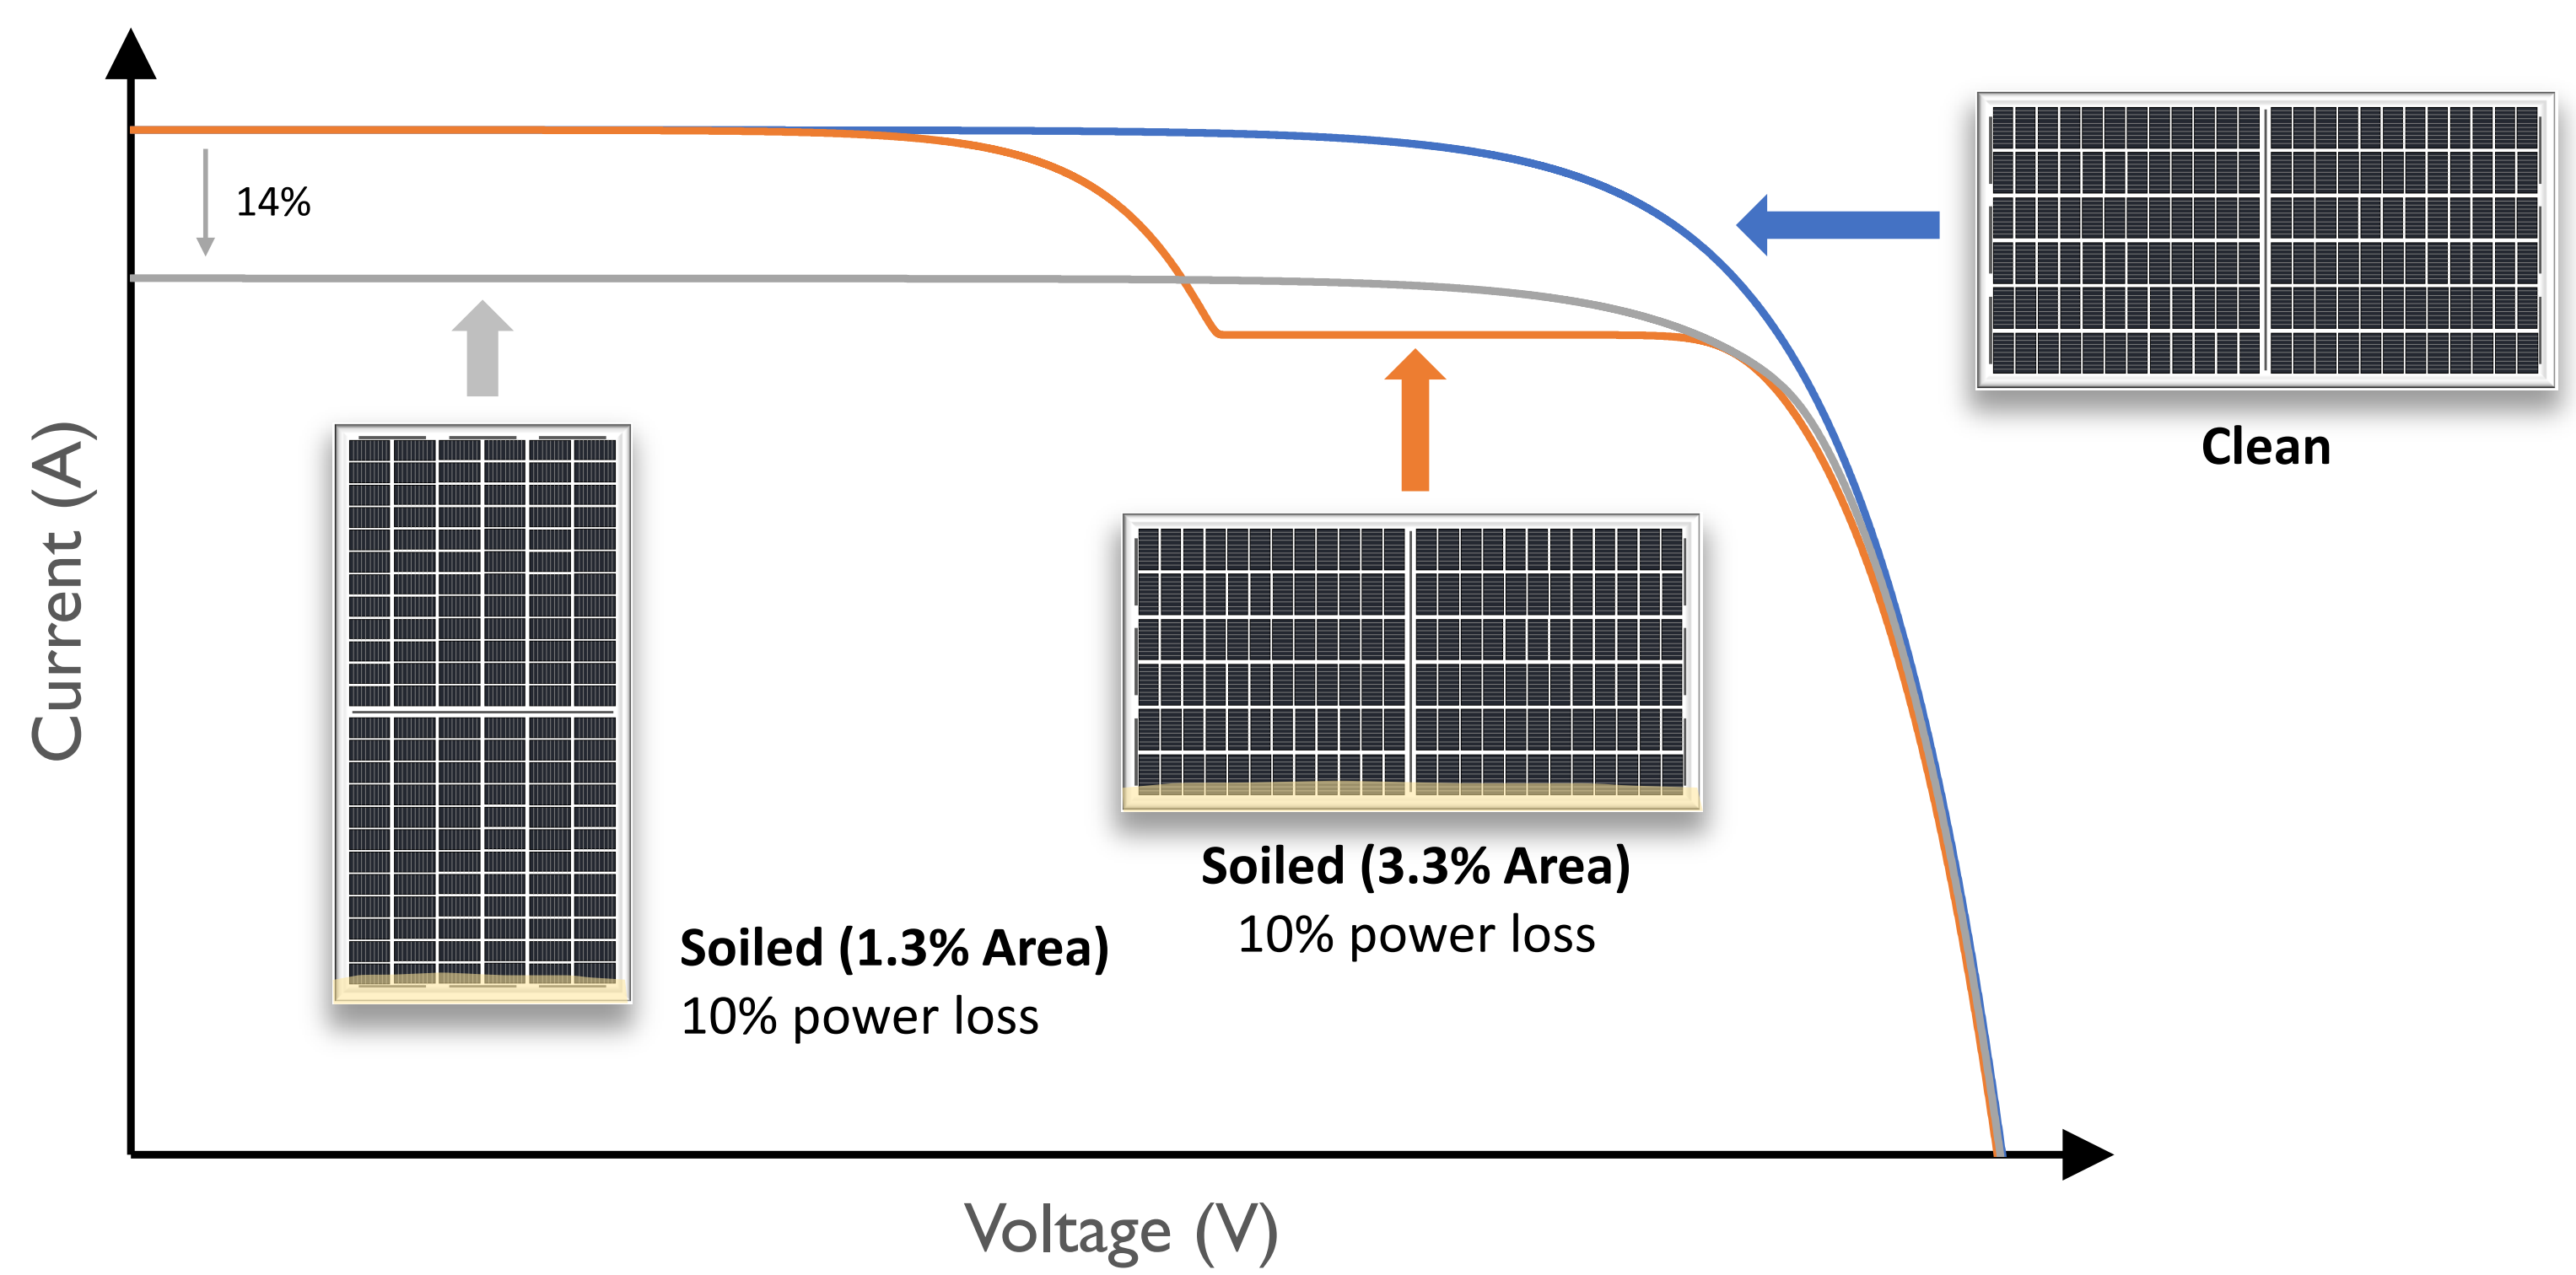 14%
Current (A)
Clean
Soiled (3.3% Area)
10% power loss
Soiled (1.3% Area)
10% power loss
Voltage (V)